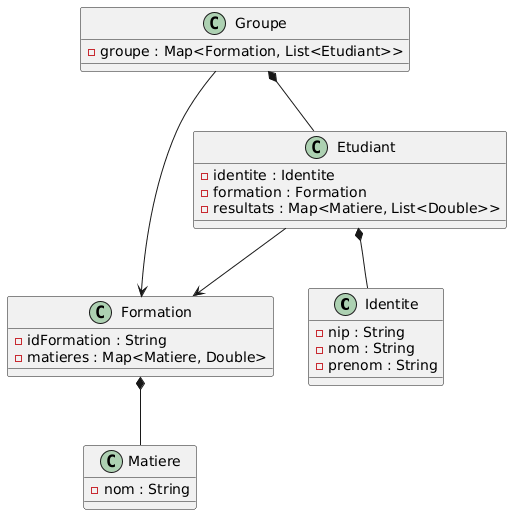 C Groupe
groupe : Map<Formation, List<Etudiant>>
C Etudiant
identite : Identite
formation : Formation
resultats : Map<Matiere, List<Double>>
C Formation
idFormation : String
matieres : Map<Matiere, Double>
C Identite
nip : String
nom : String
prenom : String
C Matiere
nom : String